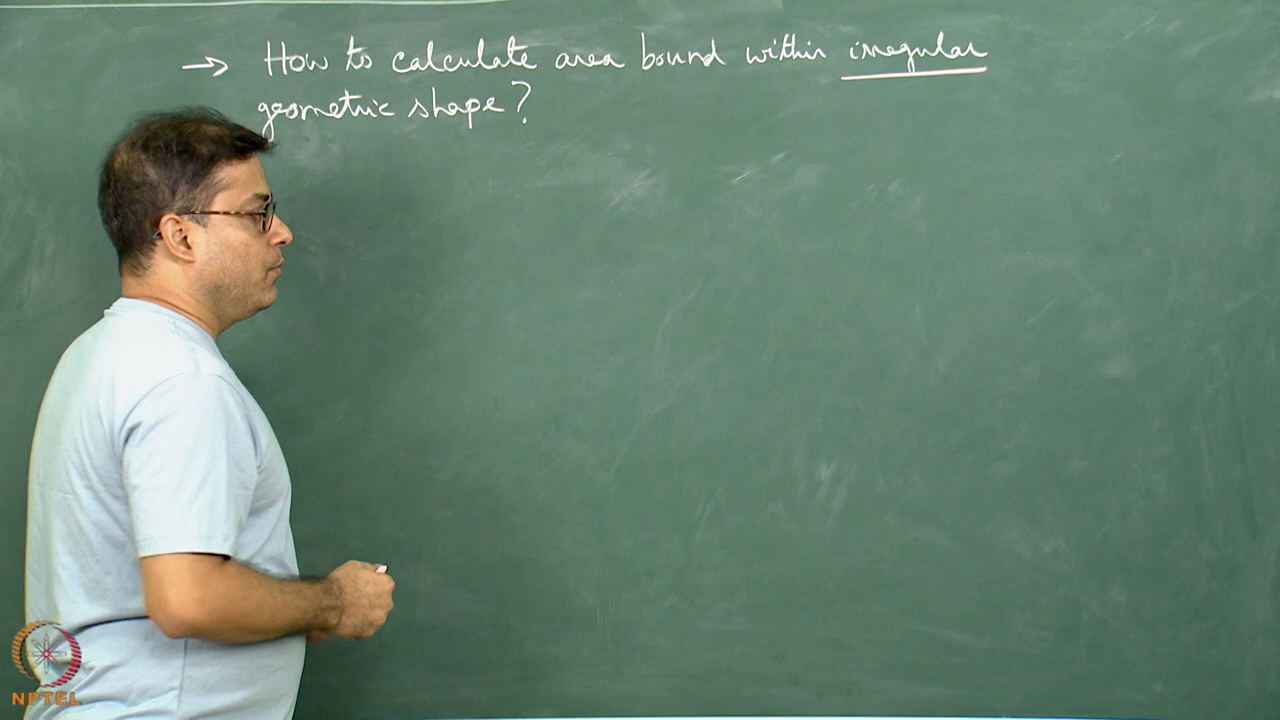 → How to calculate area bound within irregular
geometric shape?
NPTEL